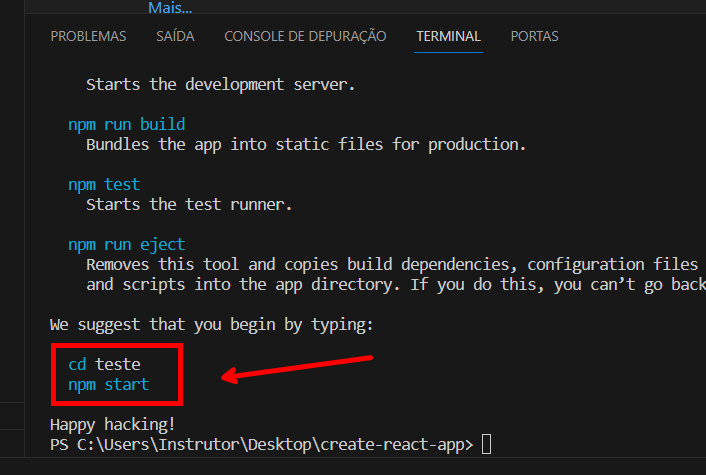 Mais...
PROBLEMAS SAÍDA CONSOLE DE DEPURAÇÃO TERMINAL PORTAS
Starts the development server.
npm run build
Bundles the app into static files for production.
npm test
Starts the test runner.
npm run eject
Removes this tool and copies build dependencies, configuration files
and scripts into the app directory. If you do this, you can’t go back
We suggest that you begin by typing:
cd teste
npm start
Happy hacking!
PS C:\Users\Instrutor\Desktop\create-react-app>